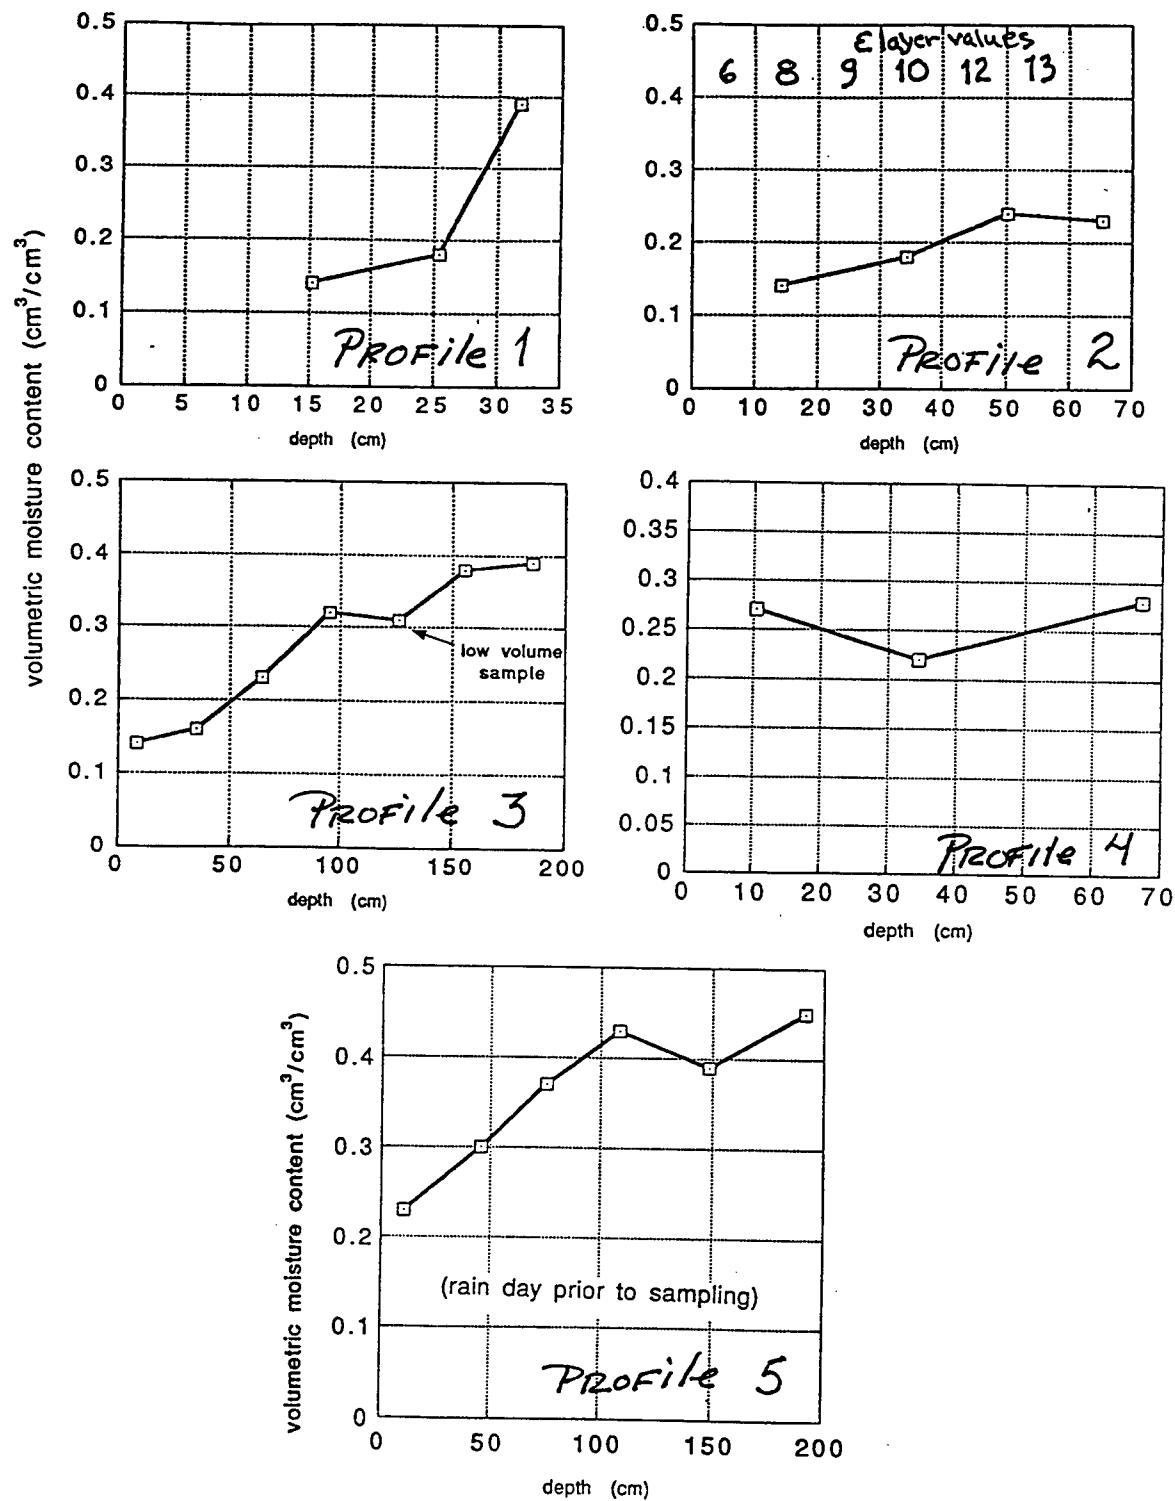 volumetric moisture content (cm³/cm³)
0.5
0.4
0.3
0.2
0.1
0
0 5 10 15 20 25 30 35
depth (cm)
PROFile 1
0.5
0.4
0.3
0.2
0.1
0
ε layer values
6 8 9 10 12 13
0 10 20 30 40 50 60 70
depth (cm)
PROFile 2
0.5
0.4
0.3
0.2
0.1
0
low volume
sample
PROFile 3
0 50 100 150 200
depth (cm)
0.4
0.35
0.3
0.25
0.2
0.15
0.1
0.05
0
PROFile 4
0 10 20 30 40 50 60 70
depth (cm)
volumetric moisture content (cm³/cm³)
0.5
0.4
0.3
0.2
0.1
0
(rain day prior to sampling)
PROFile 5
0 50 100 150 200
depth (cm)